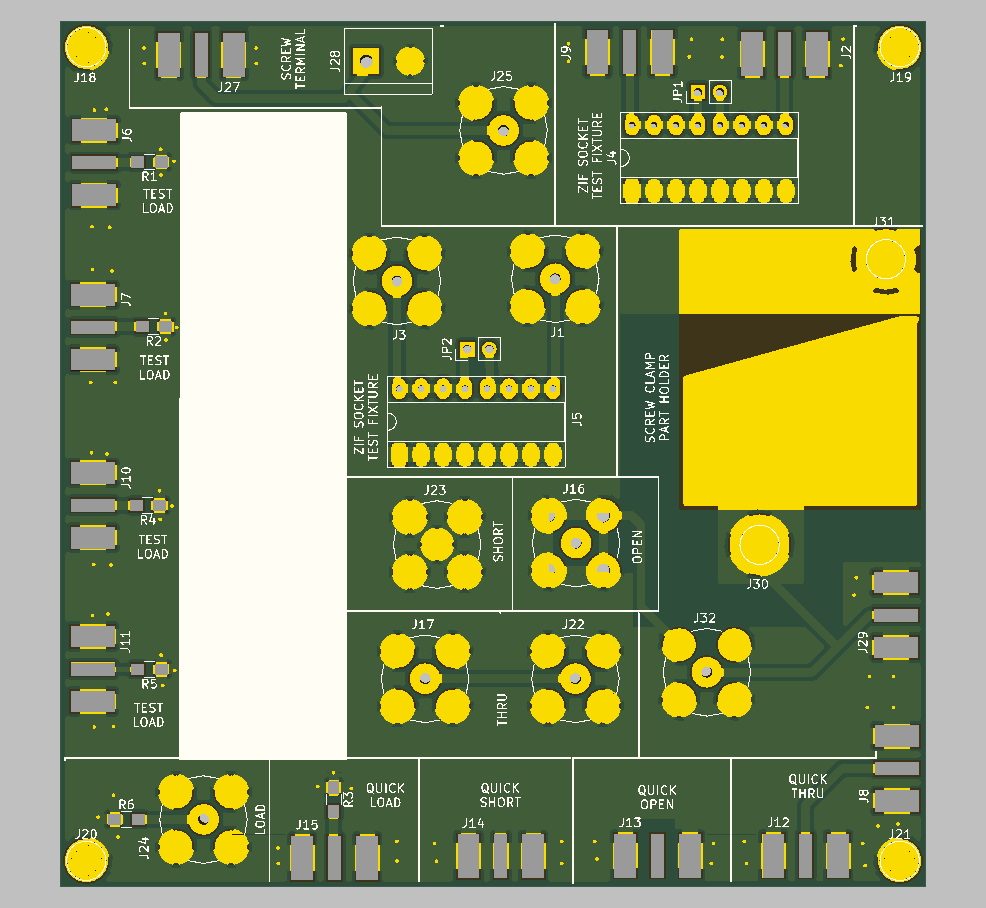 J18
J27
SCREW
TERMINAL
J28
J25
J9
JP1
J2
J19
J6
R1
TEST
LOAD
ZIF SOCKET
TEST FIXTURE
J4
J31
J7
R2
TEST
LOAD
J3
J1
JP2
ZIF SOCKET
TEST FIXTURE
J5
SCREW CLAMP
PART HOLDER
J10
R4
TEST
LOAD
J23
SHORT
J16
OPEN
J30
J29
J11
R5
TEST
LOAD
J17
THRU
J22
J32
J8
R6
J20
J24
LOAD
R3
QUICK
LOAD
J15
QUICK
SHORT
J14
QUICK
OPEN
J13
QUICK
THRU
J12
J21